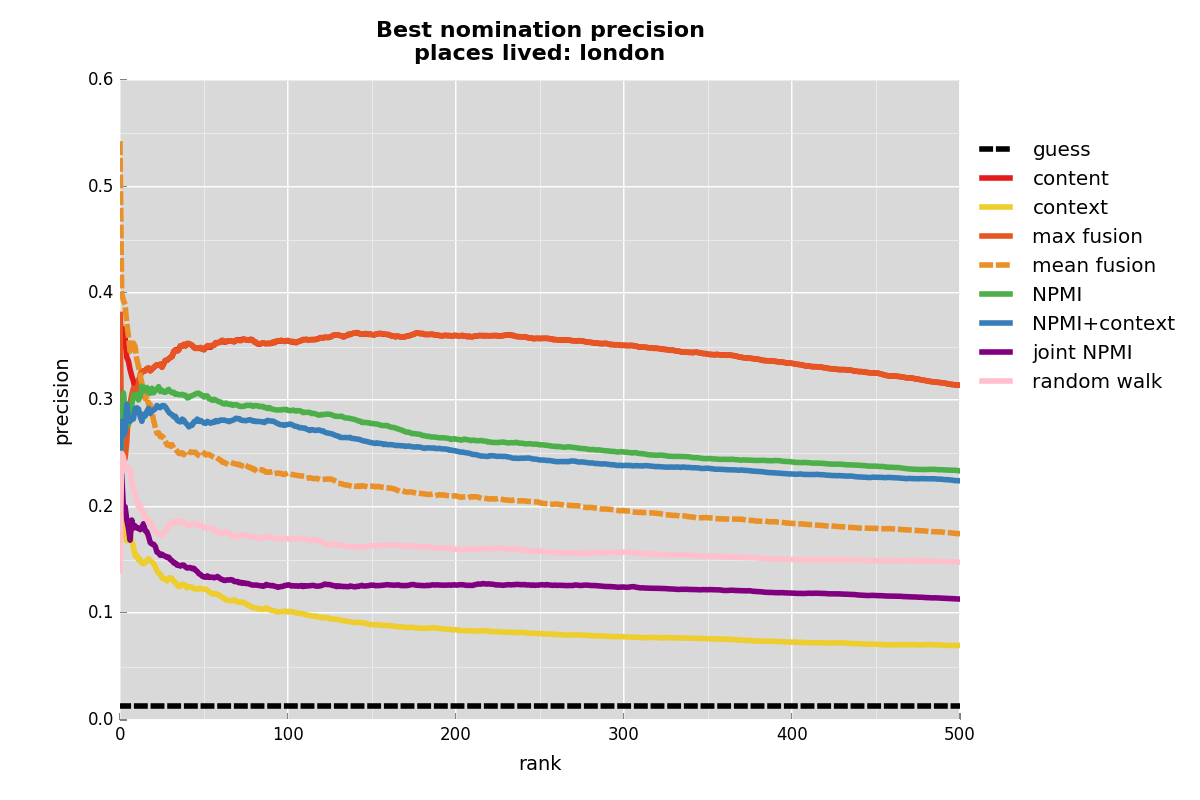 Best nomination precision
places lived: london
precision
0.6
0.5
0.4
0.3
0.2
0.1
0.0
0
100
200
300
400
500
rank
guess
content
context
max fusion
mean fusion
NPMI
NPMI+context
joint NPMI
random walk